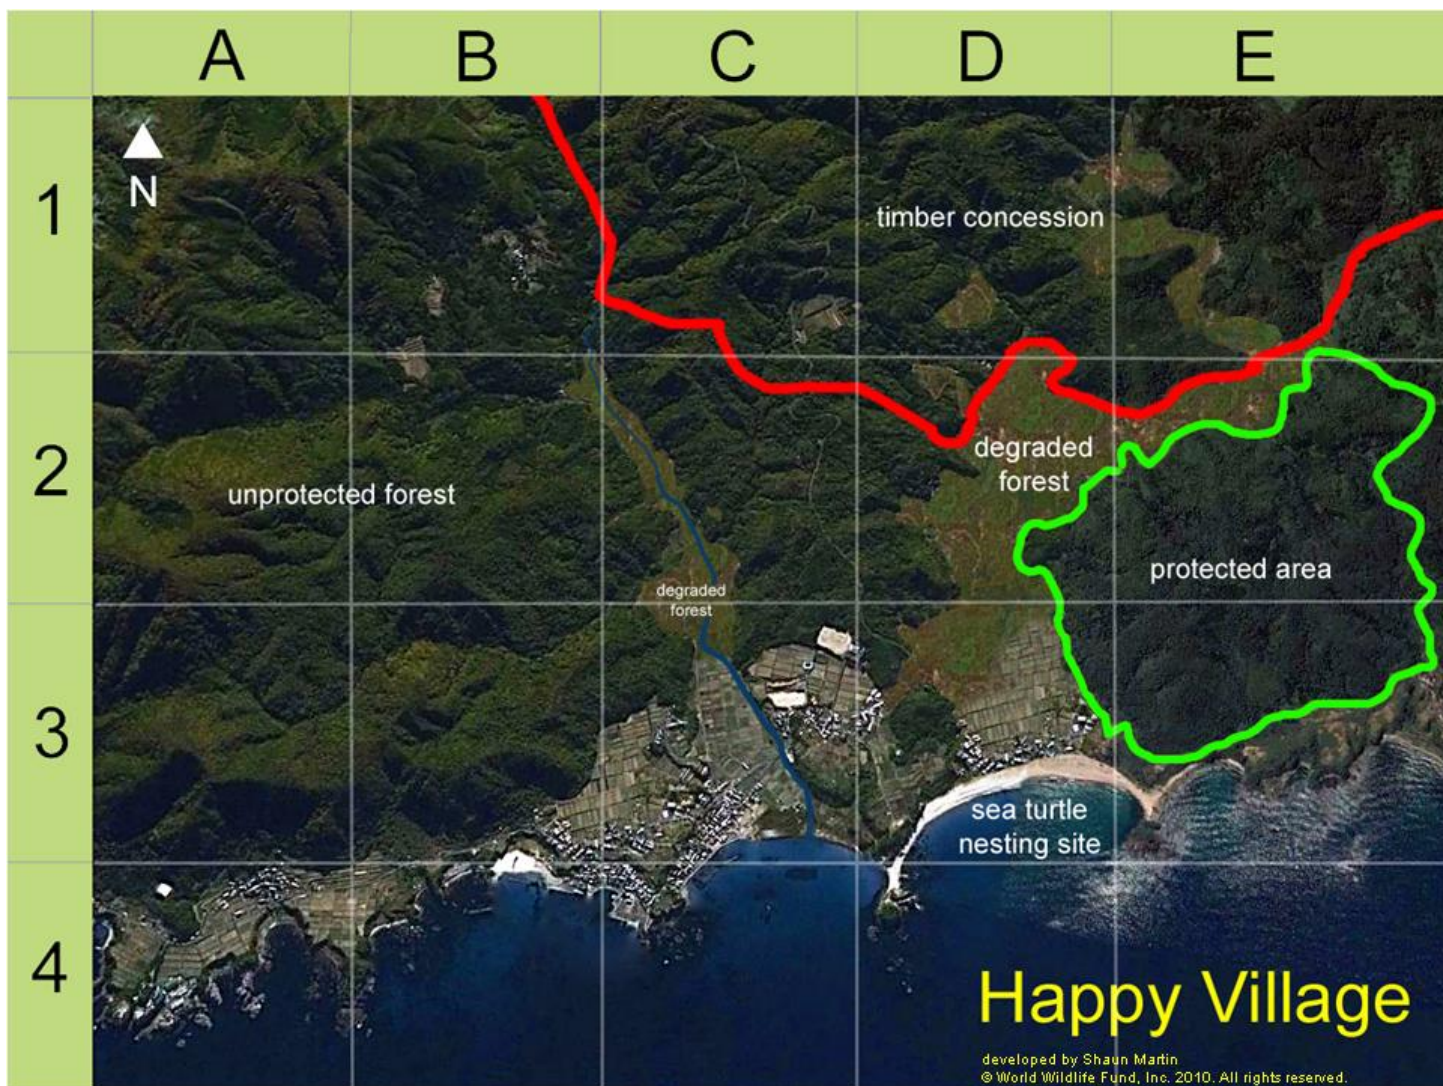 A B C D E
1
N
timber concession
2
degraded
forest
unprotected forest
protected area
degraded
forest
3
sea turtle
nesting site
4
Happy Village
developed by Shaun Martin
© World Wildlife Fund, Inc. 2010. All rights reserved.